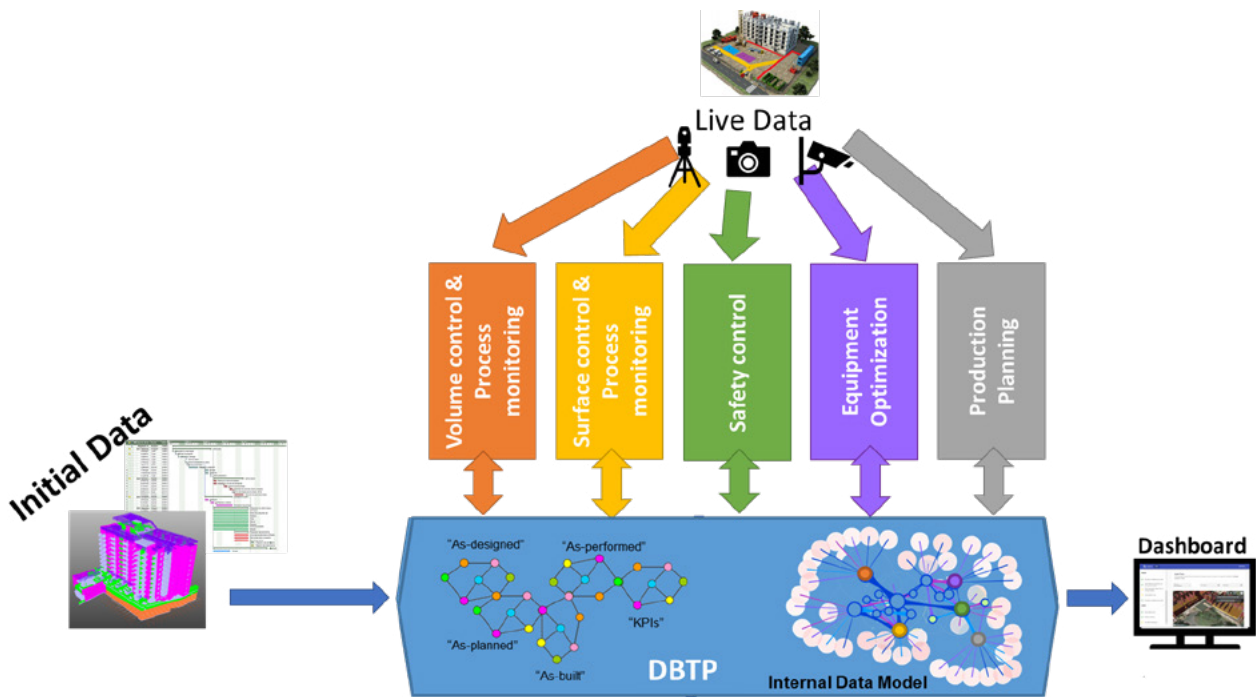 Live Data
Volume control &
Process
monitoring
Surface control &
Process
monitoring
Safety control
Equipment
Optimization
Production
Planning
Initial Data
"As-designed"
"As-performed"
"KPIs"
"As-planned"
"As-built"
DBTP
Internal Data Model
Dashboard